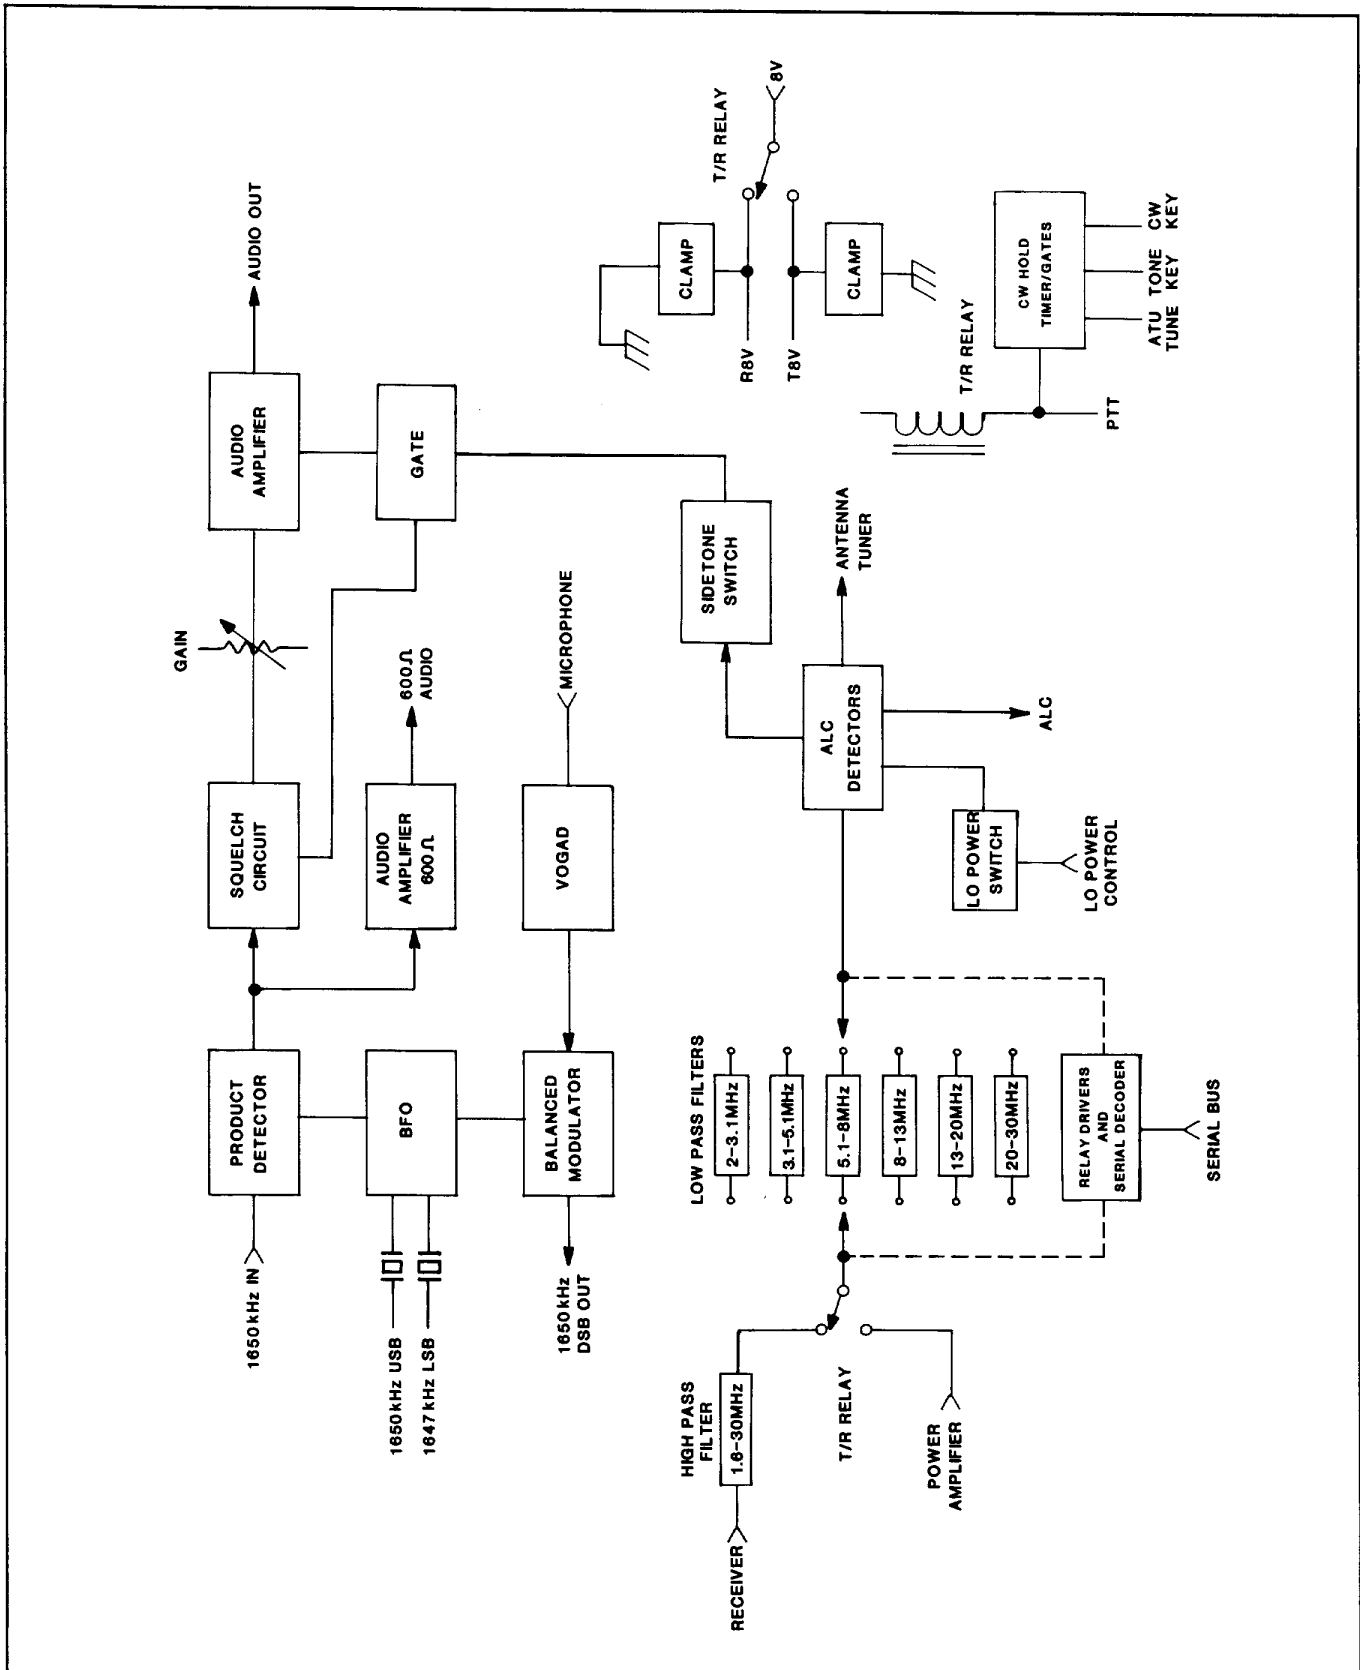 1650kHz IN
PRODUCT
DETECTOR
SQUELCH
CIRCUIT
GAIN
AUDIO
AMPLIFIER
AUDIO OUT
1650kHz USB
1647kHz LSB
BFO
AUDIO
AMPLIFIER
600Ω
600Ω
AUDIO
GATE
1650kHz
DSB OUT
BALANCED
MODULATOR
VOGAD
MICROPHONE
T/R RELAY
8V
CLAMP
R8V
T8V
CLAMP
HIGH PASS
FILTER
1.6-30MHz
RECEIVER
T/R RELAY
POWER
AMPLIFIER
LOW PASS FILTERS
2-3.1MHz
3.1-5.1MHz
5.1-8MHz
8-13MHz
13-20MHz
20-30MHz
RELAY DRIVERS
AND
SERIAL DECODER
SERIAL BUS
SIDETONE
SWITCH
ALC
DETECTORS
ANTENNA
TUNER
ALC
LO POWER
SWITCH
LO POWER
CONTROL
T/R RELAY
PTT
CW HOLD
TIMER/GATES
ATU
TUNE
TONE
KEY
CW
KEY